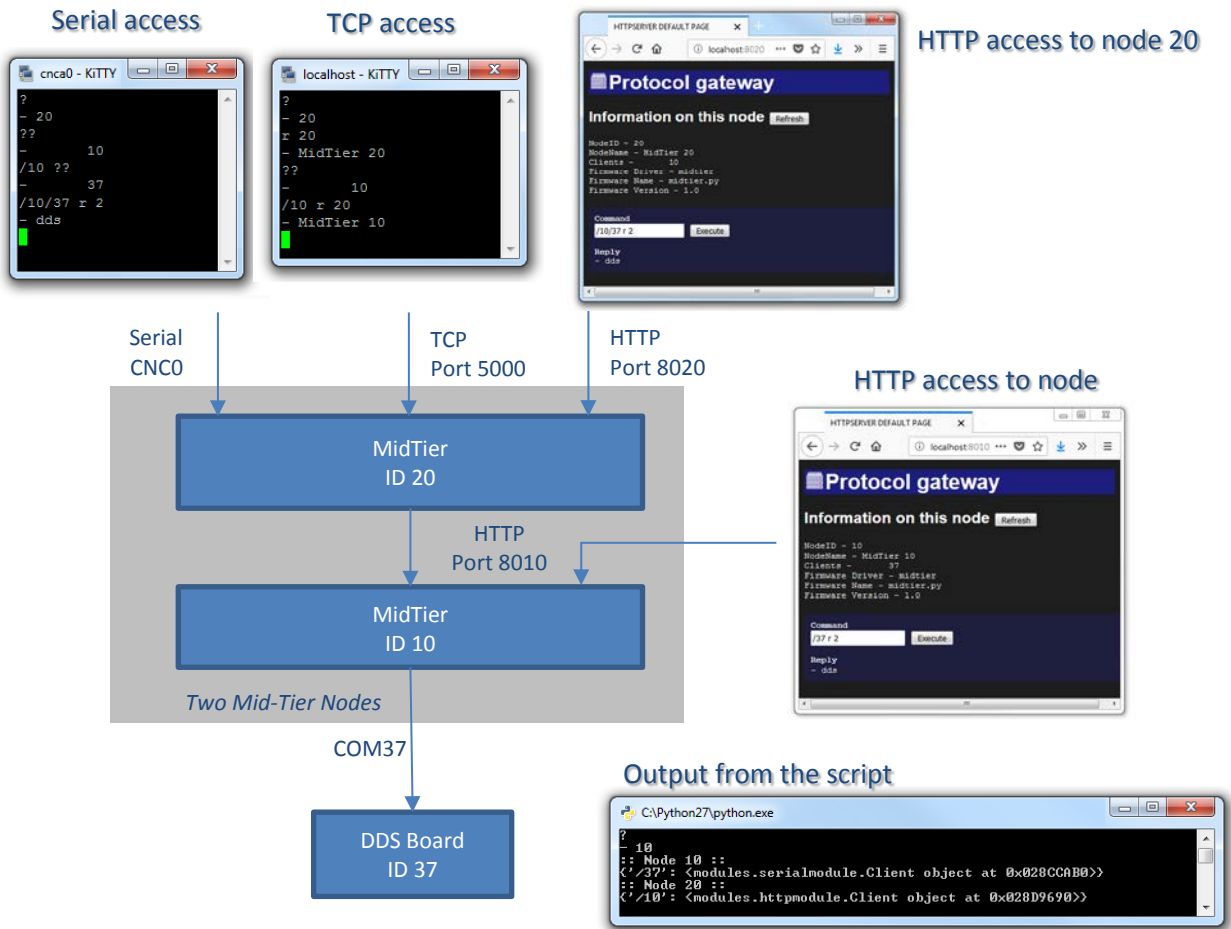 Serial access
TCP access
HTTP access to node 20
cnca0 - KiTTY
?
- 20
??
-       10
/10 ??
-       37
/10/37 r 2
- dds
localhost - KiTTY
?
- 20
r 20
- MidTier 20
??
-       10
/10 r 20
- MidTier 10
HTTPSERVER DEFAULT PAGE
localhost:8020
Protocol gateway
Information on this node Refresh
NodeID - 20
NodeName - MidTier 20
Clients -       10
Firmware Driver - midtier
Firmware Name - midtier.py
Firmware Version - 1.0
Command
/10/37 r 2 Execute
Reply
- dds
Serial
CNC0
TCP
Port 5000
HTTP
Port 8020
HTTP access to node
MidTier
ID 20
HTTP
Port 8010
MidTier
ID 10
Two Mid-Tier Nodes
COM37
DDS Board
ID 37
HTTPSERVER DEFAULT PAGE
localhost:8010
Protocol gateway
Information on this node Refresh
NodeID - 10
NodeName - MidTier 10
Clients -       37
Firmware Driver - midtier
Firmware Name - midtier.py
Firmware Version - 1.0
Command
/37 r 2 Execute
Reply
- dds
Output from the script
C:\Python27\python.exe
?
- 10
:: Node 10 ::
{'/37': <modules.serialmodule.Client object at 0x028CCAB0>}
:: Node 20 ::
{'/10': <modules.httpmodule.Client object at 0x028D9690>}